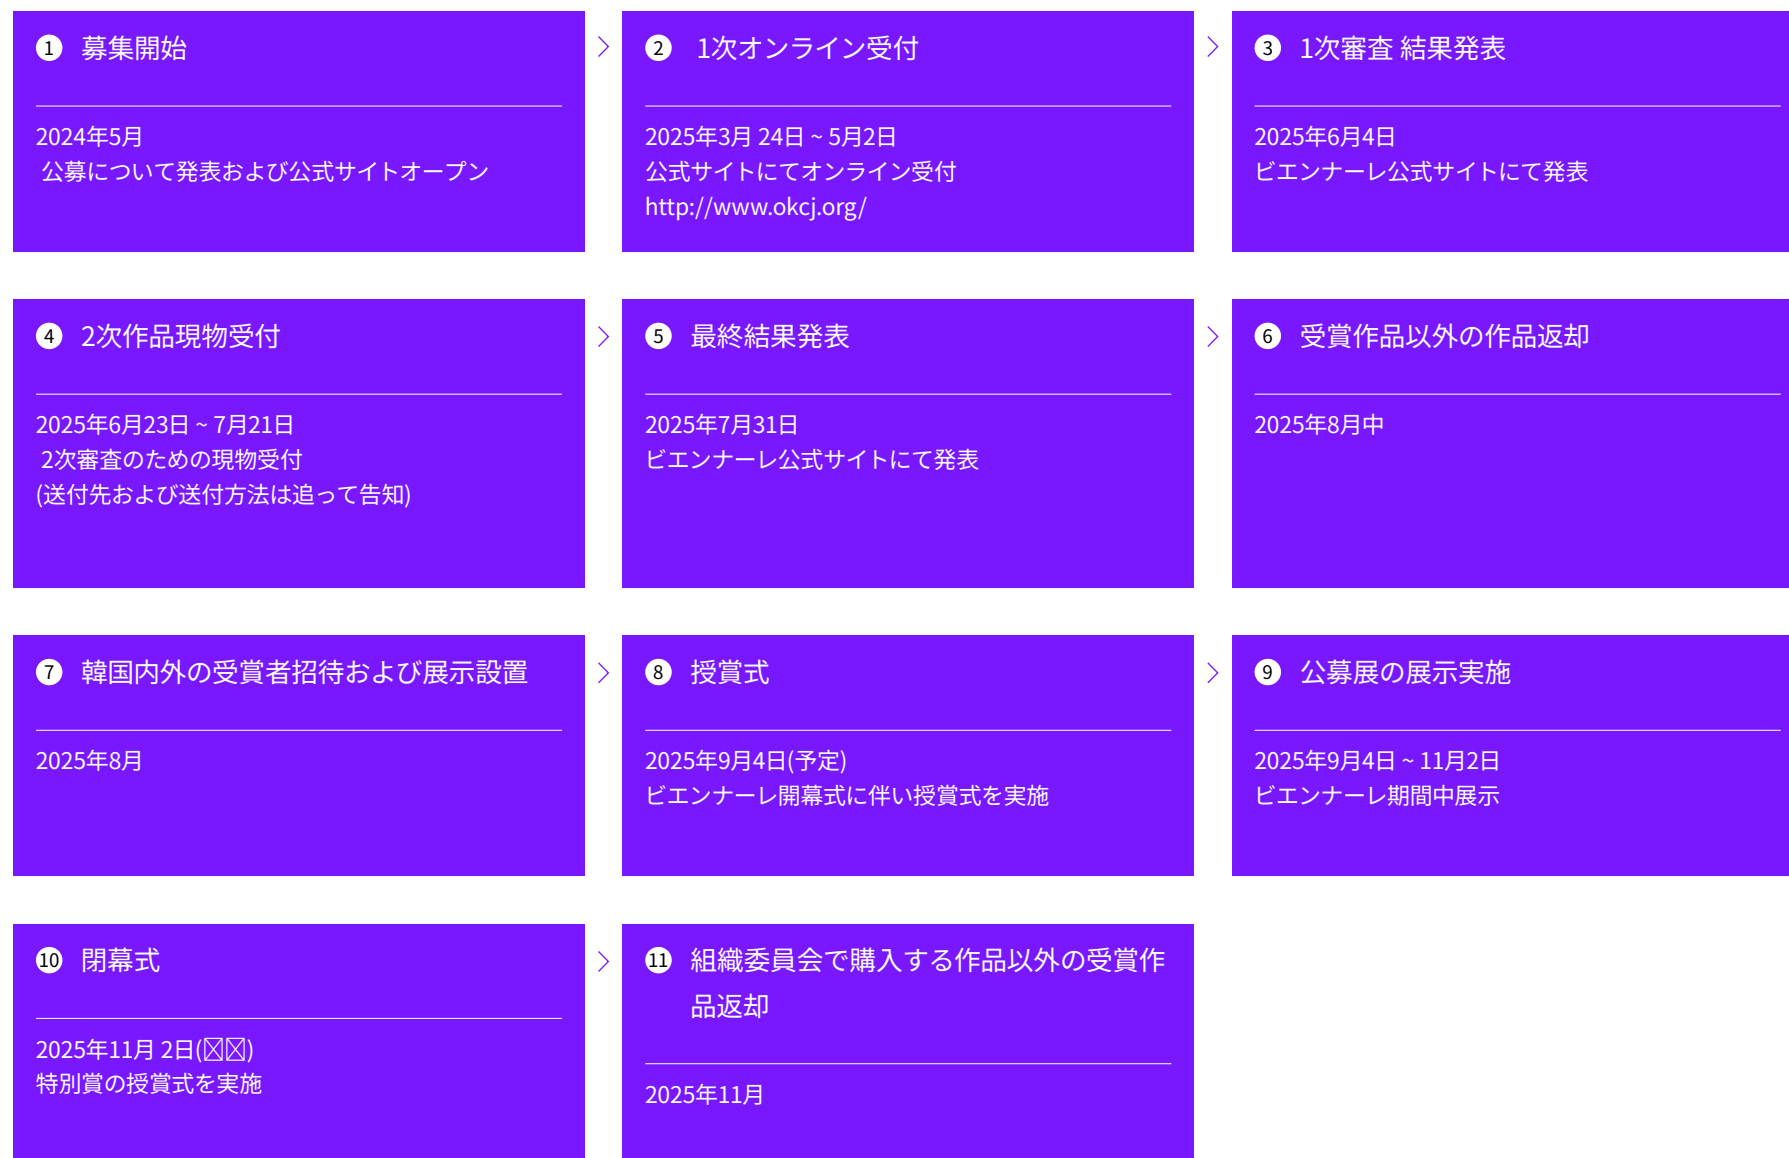 1 募集開始
2024年5月
公募について発表および公式サイトオープン
2 1次オンライン受付
2025年3月 24日 ~ 5月2日
公式サイトにてオンライン受付
http://www.okcj.org/
3 1次審査 結果発表
2025年6月4日
ビエンナーレ公式サイトにて発表
4 2次作品現物受付
2025年6月23日 ~ 7月21日
2次審査のための現物受付
(送付先および送付方法は追って告知)
5 最終結果発表
2025年7月31日
ビエンナーレ公式サイトにて発表
6 受賞作品以外の作品返却
2025年8月中
7 韓国内外の受賞者招待および展示設置
2025年8月
8 授賞式
2025年9月4日(予定)
ビエンナーレ開幕式に伴い授賞式を実施
9 公募展の展示実施
2025年9月4日 ~ 11月2日
ビエンナーレ期間中展示
10 閉幕式
2025年11月 2日()
特別賞の授賞式を実施
11 組織委員会で購入する作品以外の受賞作
品返却
2025年11月